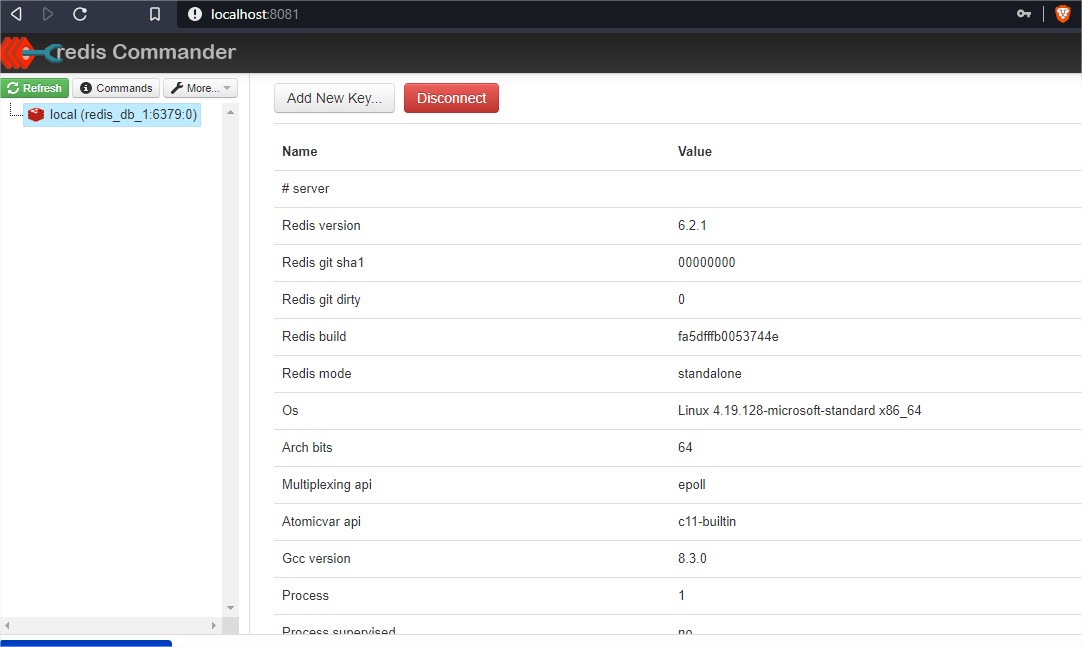 localhost:8081
redis Commander
Refresh Commands More...
local (redis_db_1:6379:0)
Add New Key... Disconnect
Name Value
# server
Redis version 6.2.1
Redis git sha1 00000000
Redis git dirty 0
Redis build fa5dfffb0053744e
Redis mode standalone
Os Linux 4.19.128-microsoft-standard x86_64
Arch bits 64
Multiplexing api epoll
Atomicvar api c11-builtin
Gcc version 8.3.0
Process 1
Process supervised no